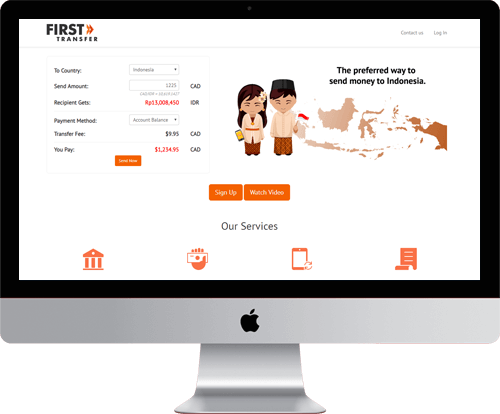 FIRST
TRANSFER
Contact us
Log In
To Country:
Indonesia
Send Amount:
1225
CAD
Recipient Gets:
Rp13,008,450
IDR
Payment Method:
Account Balance
Transfer Fee:
$9.95
CAD
You Pay:
$1,234.95
CAD
Send Now
The preferred way to
send money to Indonesia.
Sign Up
Watch Video
Our Services